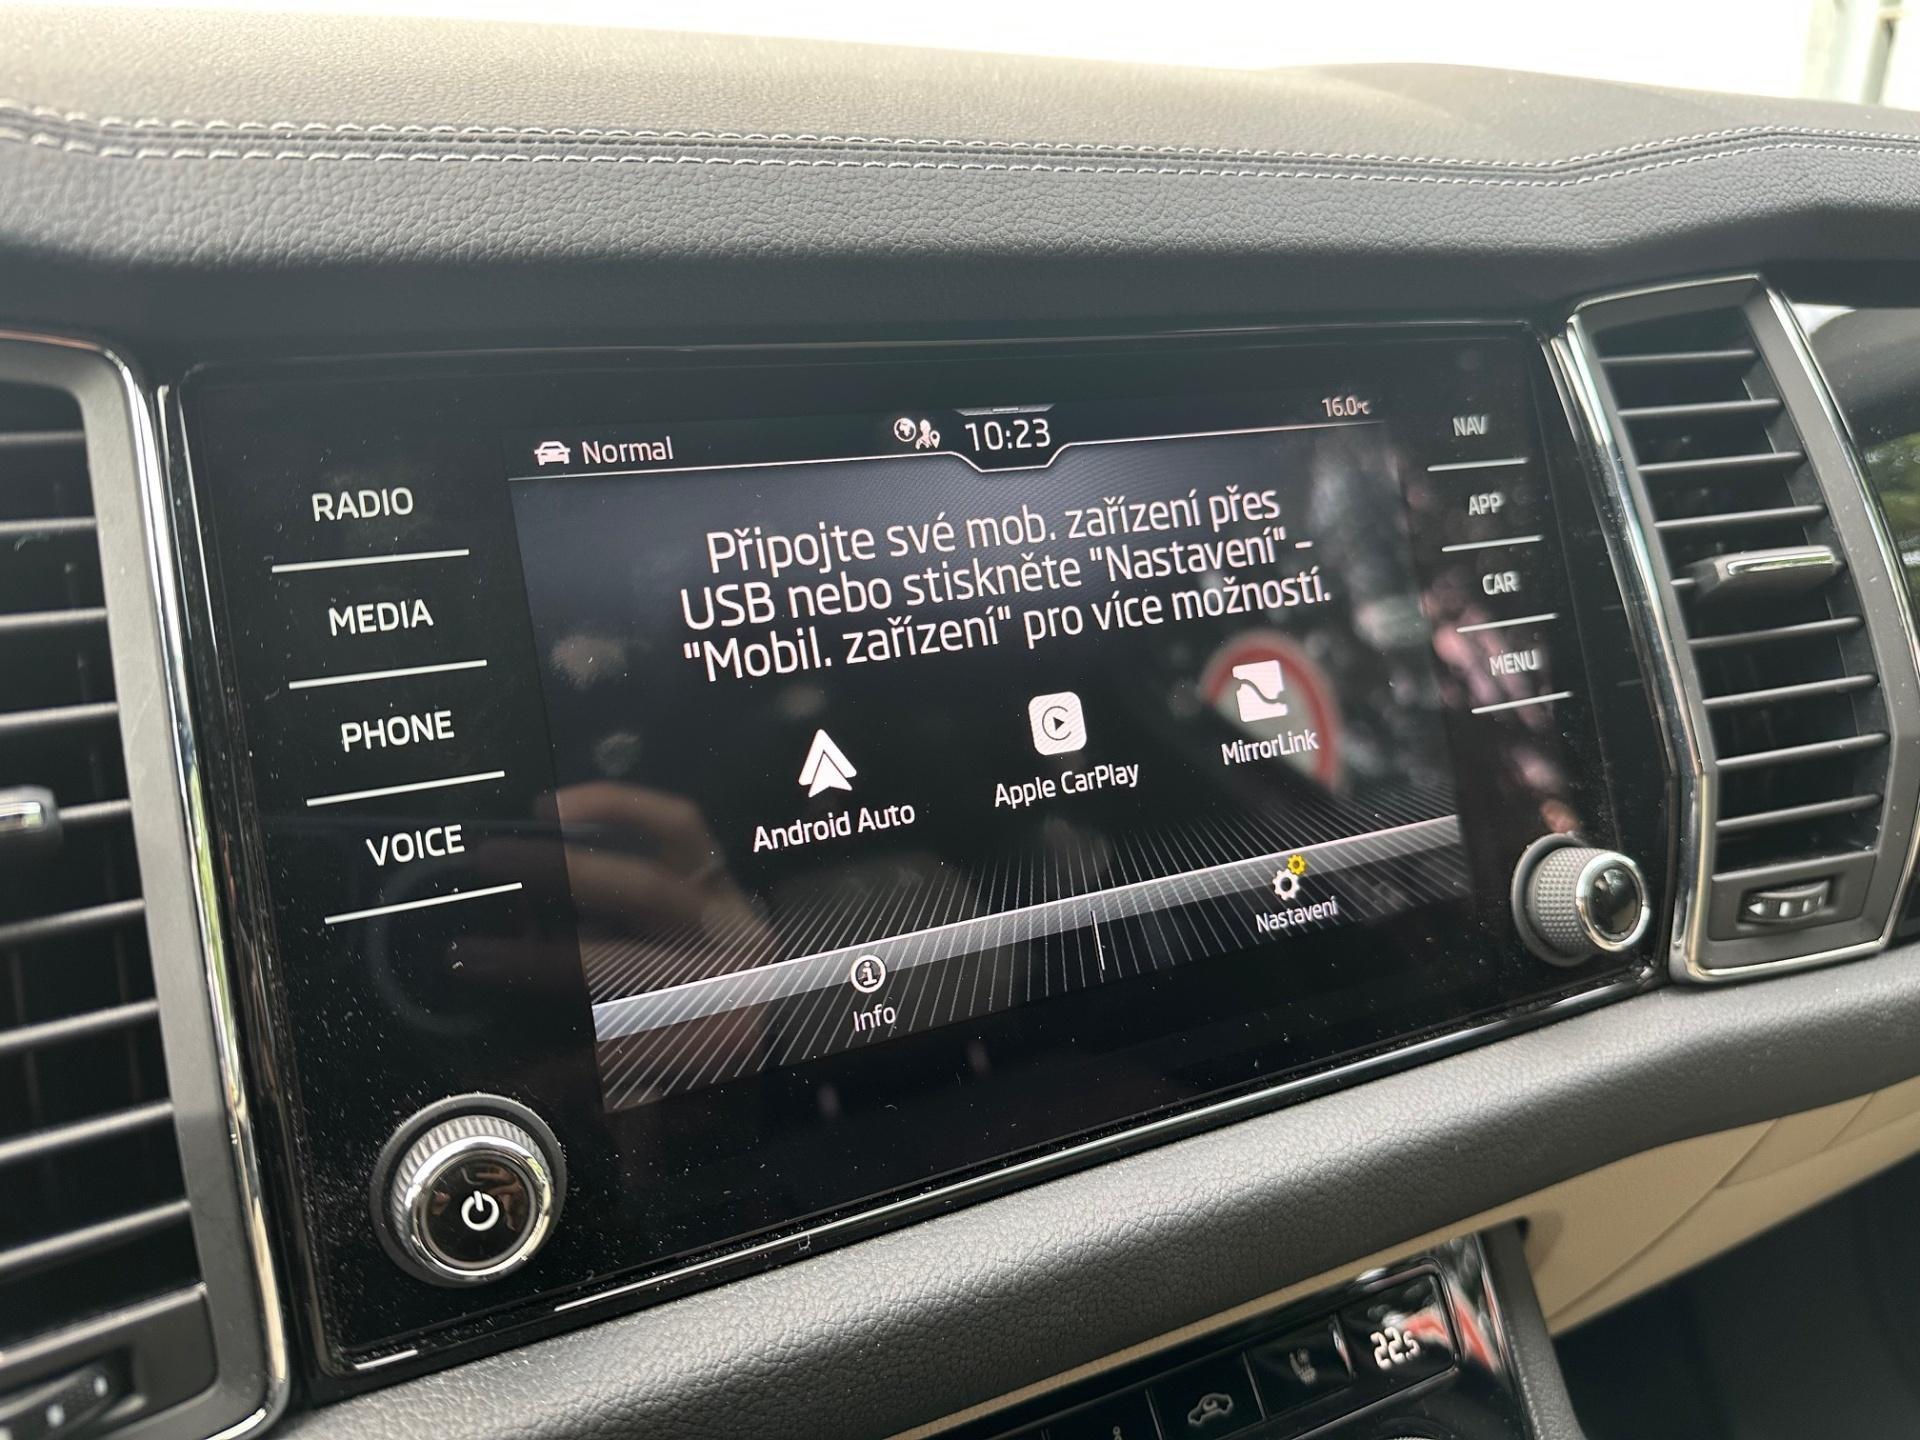 Normal
10:23
16.0°C
RADIO
MEDIA
PHONE
VOICE
Připojte své mob. zařízení přes
USB nebo stiskněte "Nastavení" –
"Mobil. zařízení" pro více možností.
Android Auto
Apple CarPlay
MirrorLink
Info
Nastavení
NAV
APP
CAR
MENU
22.5